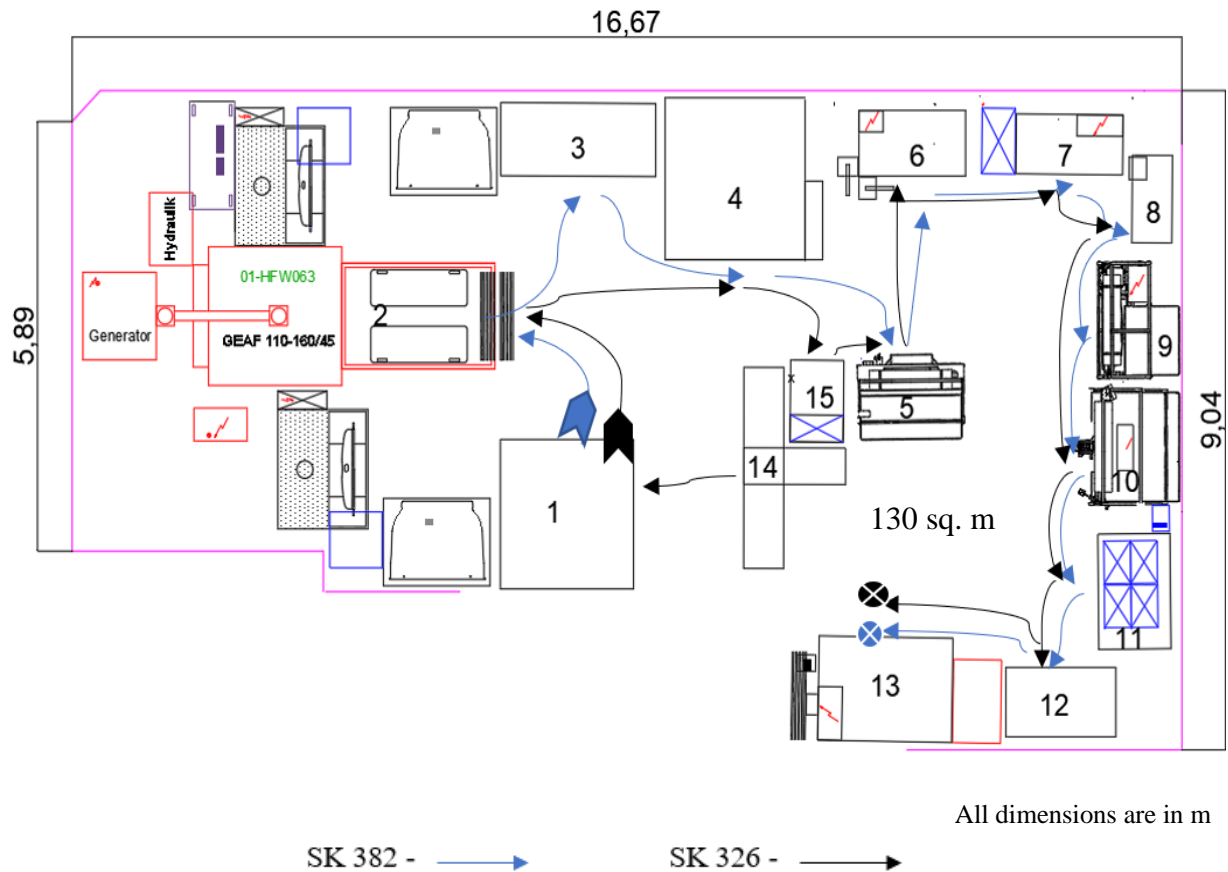 16,67
3
6
7
4
8
Hydraulik
01-HFW063
2
Generator
GEAF 110-160/45
9
5,89
15
5
9,04
x
14
10
1
130 sq. m
11
13
12
All dimensions are in m
SK 382 -
SK 326 -